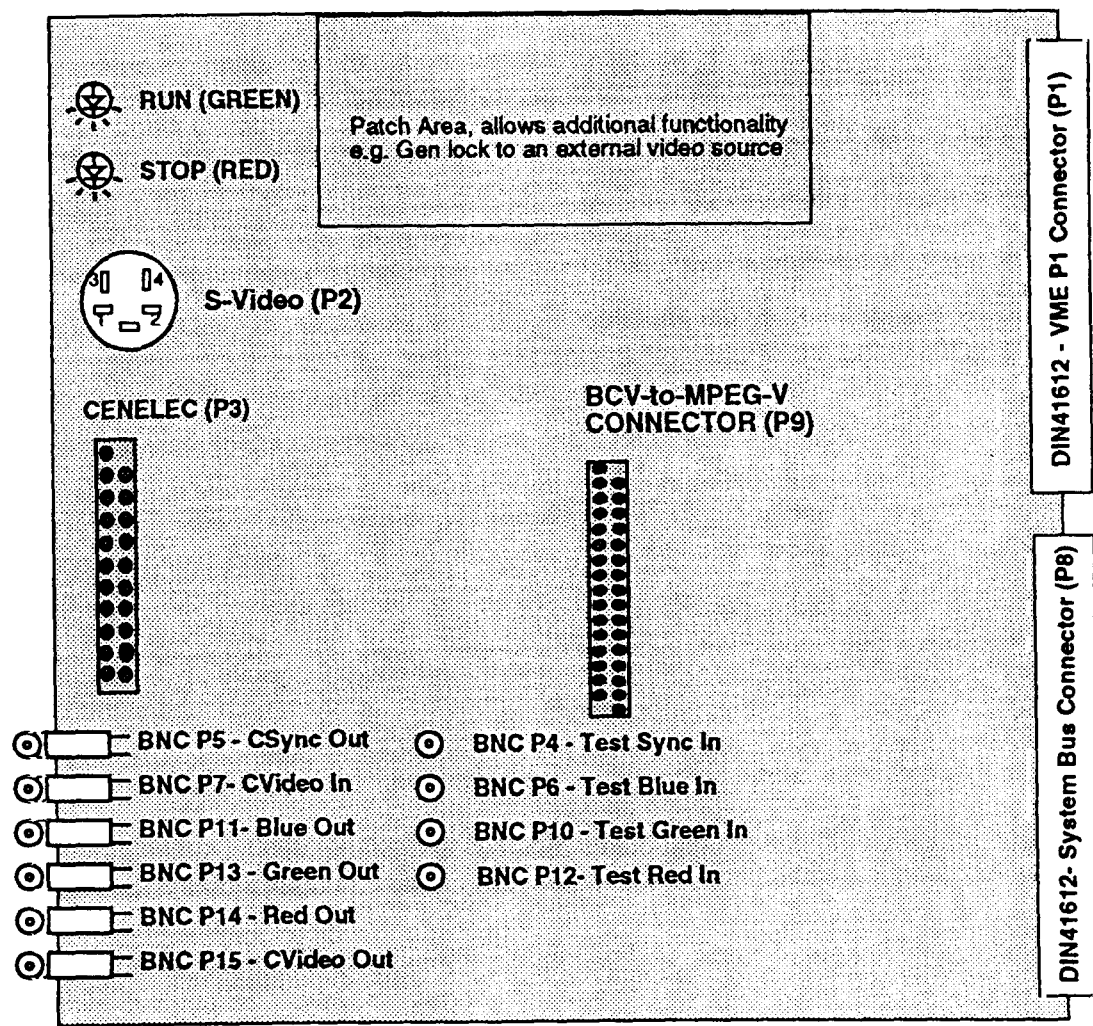 RUN (GREEN)
STOP (RED)
Patch Area, allows additional functionality
e.g. Gen lock to an external video source
DIN41612 - VME P1 Connector (P1)
3 4
1 2
S-Video (P2)
CENELEC (P3)
BCV-to-MPEG-V
CONNECTOR (P9)
DIN41612- System Bus Connector (P8)
BNC P5 - CSync Out
BNC P7- CVideo In
BNC P11- Blue Out
BNC P13 - Green Out
BNC P14 - Red Out
BNC P15 - CVideo Out
BNC P4 - Test Sync In
BNC P6 - Test Blue In
BNC P10 - Test Green In
BNC P12- Test Red In